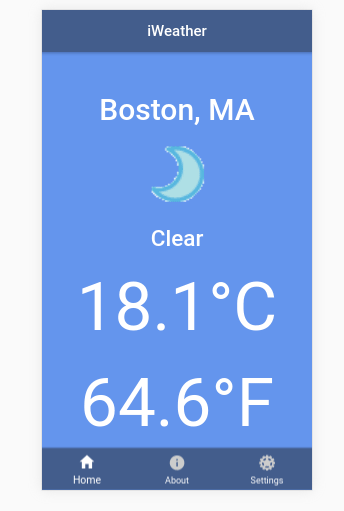 iWeather
Boston, MA
Clear
18.1°C
64.6°F
Home
About
Settings